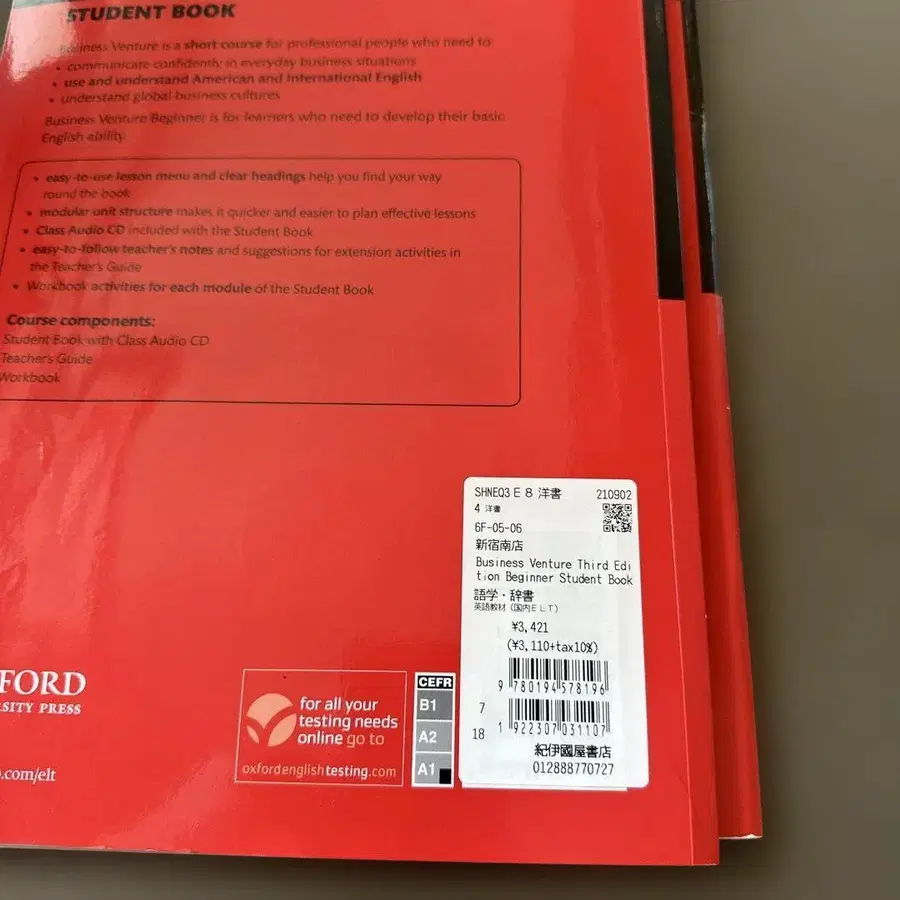 STUDENT BOOK
Business Venture is a short course for professional people who need to
• communicate confidently in everyday business situations
• use and understand American and International English
• understand global business cultures
Business Venture Beginner is for learners who need to develop their basic
English ability
• easy-to-use lesson menu and clear headings help you find your way
round the book
• modular unit structure makes it quicker and easier to plan effective lessons
• Class Audio CD included with the Student Book
• easy-to-follow teacher's notes and suggestions for extension activities in
the Teacher's Guide
• Workbook activities for each module of the Student Book
Course components:
Student Book with Class Audio CD
Teacher's Guide
Workbook
FORD
SITY PRESS
.com/elt
for all your
testing needs
online go to
oxfordenglishtesting.com
CEFR
B1
A2
A1
SHNEQ3 E 8 洋書 210902
4 洋書
6F-05-06
新宿南店
Business Venture Third Edi
tion Beginner Student Book
語学・辞書
英語教材(国内ELT)
¥3,421
(¥3,110+tax10%)
9 780194 578196
7
18 1 922307 031107
紀伊國屋書店
012888770727